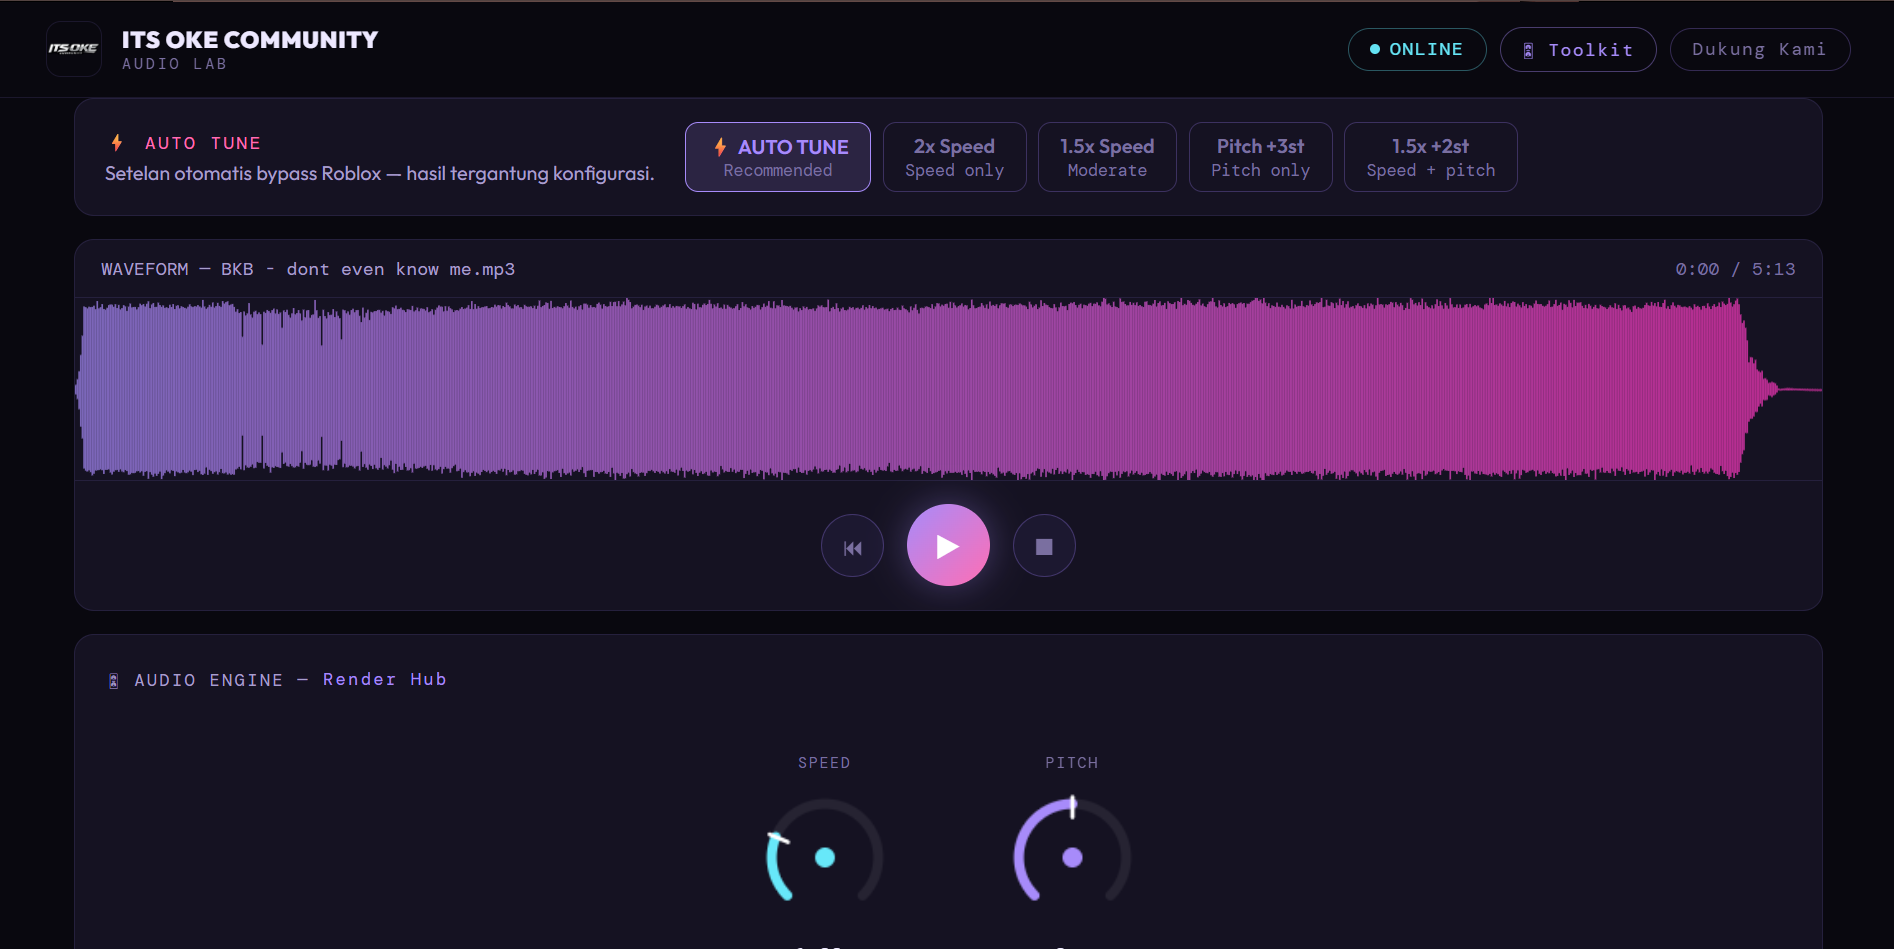 ITS OKE
ITS OKE COMMUNITY
AUDIO LAB
ONLINE
Toolkit
Dukung Kami
AUTO TUNE
Setelan otomatis bypass Roblox — hasil tergantung konfigurasi.
AUTO TUNE
Recommended
2x Speed
Speed only
1.5x Speed
Moderate
Pitch +3st
Pitch only
1.5x +2st
Speed + pitch
WAVEFORM — BKB - dont even know me.mp3
0:00 / 5:13
AUDIO ENGINE — Render Hub
SPEED
PITCH